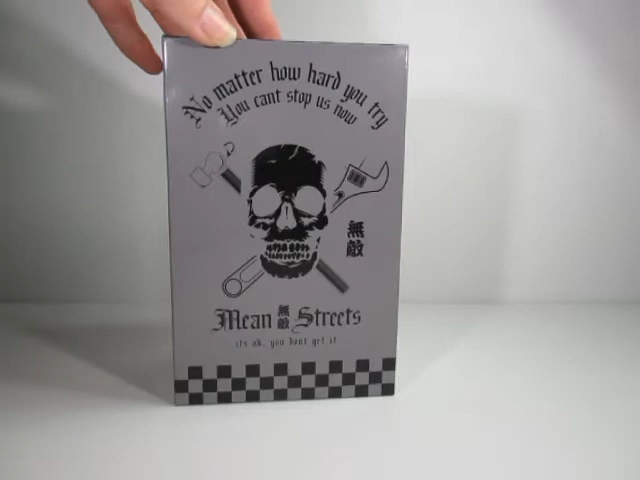 No matter how hard you try
You cant stop us now
無敵
Mean 無敵 Streets
its ok, you dont get it